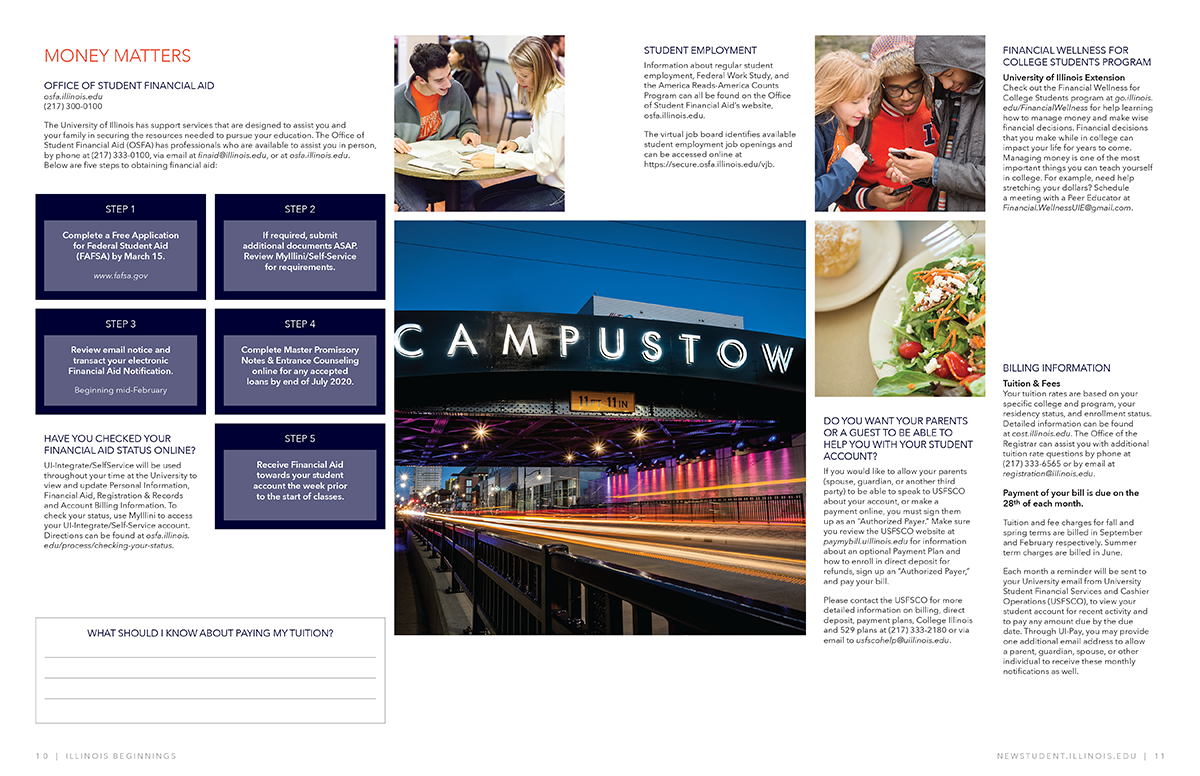 MONEY MATTERS
OFFICE OF STUDENT FINANCIAL AID
osfa.illinois.edu
(217) 300-0100
The University of Illinois has support services that are designed to assist you and
your family in securing the resources needed to pursue your education. The Office of
Student Financial Aid (OSFA) has professionals who are available to assist you in person,
by phone at (217) 333-0100, via email at finaid@illinois.edu, or at osfa.illinois.edu.
Below are five steps to obtaining financial aid:
STEP 1
Complete a Free Application
for Federal Student Aid
(FAFSA) by March 15.
www.fafsa.gov
STEP 2
If required, submit
additional documents ASAP.
Review MyIllini/Self-Service
for requirements.
STEP 3
Review email notice and
transact your electronic
Financial Aid Notification.
Beginning mid-February
STEP 4
Complete Master Promissory
Notes & Entrance Counseling
online for any accepted
loans by end of July 2020.
HAVE YOU CHECKED YOUR
FINANCIAL AID STATUS ONLINE?
UI-Integrate/SelfService will be used
throughout your time at the University to
view and update Personal Information,
Financial Aid, Registration & Records
and Account Billing Information. To
check your status, use MyIllini to access
your UI-Integrate/Self-Service account.
Directions can be found at osfa.illinois.
edu/process/checking-your-status.
STEP 5
Receive Financial Aid
towards your student
account the week prior
to the start of classes.
WHAT SHOULD I KNOW ABOUT PAYING MY TUITION?
10 | ILLINOIS BEGINNINGS
STUDENT EMPLOYMENT
Information about regular student
employment, Federal Work Study, and
the America Reads-America Counts
Program can all be found on the Office
of Student Financial Aid's website,
osfa.illinois.edu.
The virtual job board identifies available
student employment job openings and
can be accessed online at
https://secure.osfa.illinois.edu/vjb.
CAMPUSTOW
11FT-11IN
I
FINANCIAL WELLNESS FOR
COLLEGE STUDENTS PROGRAM
University of Illinois Extension
Check out the Financial Wellness for
College Students program at go.illinois.
edu/FinancialWellness for help learning
how to manage money and make wise
financial decisions. Financial decisions
that you make while in college can
impact your life for years to come.
Managing money is one of the most
important things you can teach yourself
in college. For example, need help
stretching your dollars? Schedule
a meeting with a Peer Educator at
Financial.WellnessUIE@gmail.com.
DO YOU WANT YOUR PARENTS
OR A GUEST TO BE ABLE TO
HELP YOU WITH YOUR STUDENT
ACCOUNT?
If you would like to allow your parents
(spouse, guardian, or another third
party) to be able to speak to USFSCO
about your account, or make a
payment online, you must sign them
up as an "Authorized Payer." Make sure
you review the USFSCO website at
paymybill.uillinois.edu for information
about an optional Payment Plan and
how to enroll in direct deposit for
refunds, sign up an "Authorized Payer,"
and pay your bill.
Please contact the USFSCO for more
detailed information on billing, direct
deposit, payment plans, College Illinois
and 529 plans at (217) 333-2180 or via
email to usfscohelp@uillinois.edu.
BILLING INFORMATION
Tuition & Fees
Your tuition rates are based on your
specific college and program, your
residency status, and enrollment status.
Detailed information can be found
at cost.illinois.edu. The Office of the
Registrar can assist you with additional
tuition rate questions by phone at
(217) 333-6565 or by email at
registration@illinois.edu.
Payment of your bill is due on the
28th of each month.
Tuition and fee charges for fall and
spring terms are billed in September
and February respectively. Summer
term charges are billed in June.
Each month a reminder will be sent to
your University email from University
Student Financial Services and Cashier
Operations (USFSCO), to view your
student account for recent activity and
to pay any amount due by the due
date. Through UI-Pay, you may provide
one additional email address to allow
a parent, guardian, spouse, or other
individual to receive these monthly
notifications as well.
NEWSTUDENT.ILLINOIS.EDU | 11